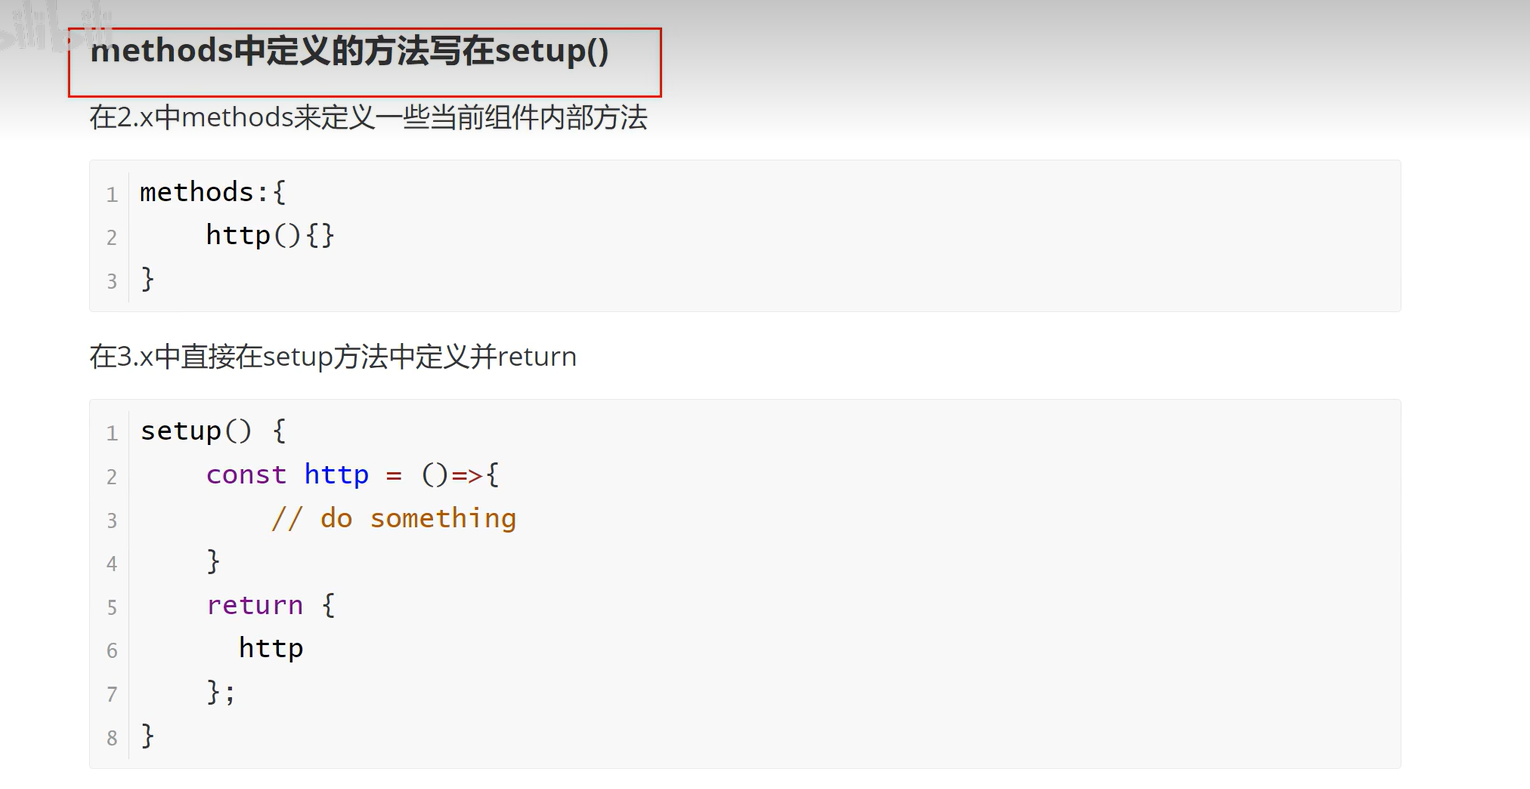 bilibili
methods中定义的方法写在setup()
在2.x中methods来定义一些当前组件内部方法
1 methods:{
2     http(){}
3 }
在3.x中直接在setup方法中定义并return
1 setup() {
2     const http = ()=>{
3         // do something
4     }
5     return {
6       http
7     };
8 }